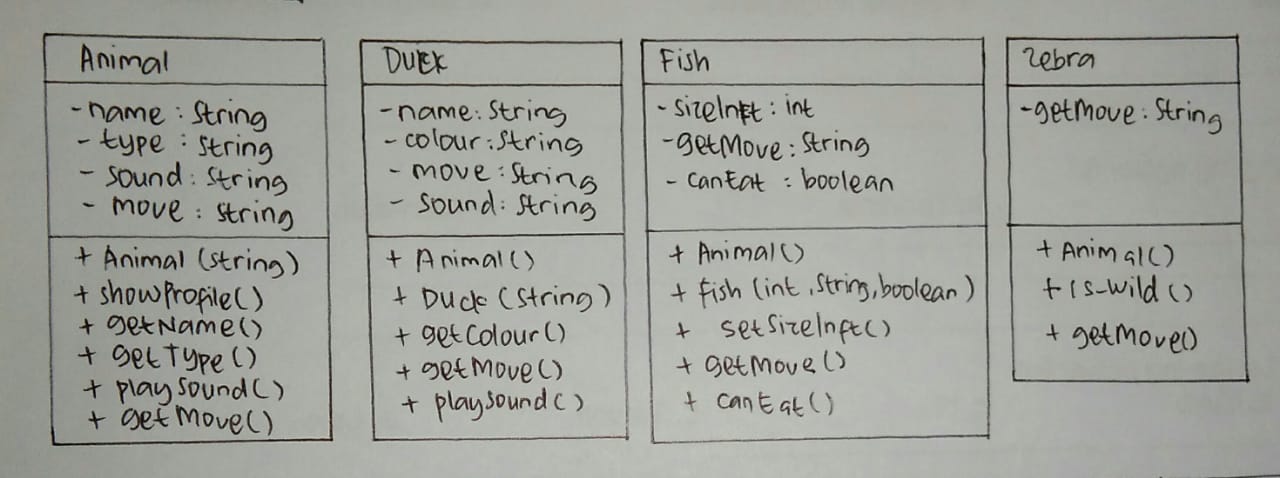 Animal
- name : String
- type : String
- sound : String
- move : String
+ Animal (string)
+ showProfile()
+ getName()
+ getType()
+ playsound()
+ getMove()
Duck
- name : String
- colour : String
- move : String
- sound : String
+ Animal()
+ Duck (String)
+ getColour()
+ getMove()
+ playsound()
Fish
- sizeInft : int
- getMove : String
- canEat : boolean
+ Animal()
+ Fish (int, String, boolean)
+ setSizeInft()
+ getMove()
+ canEat()
Zebra
- getMove : String
+ Animal()
+ is_wild()
+ getMove()